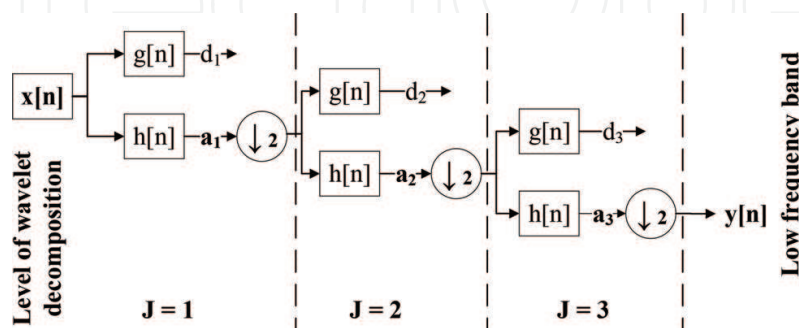 x[n]
g[n]
d₁
h[n]
a₁
↓ 2
g[n]
d₂
h[n]
a₂
↓ 2
g[n]
d₃
h[n]
a₃
↓ 2
y[n]
Level of wavelet
decomposition
J = 1
J = 2
J = 3
Low frequency band